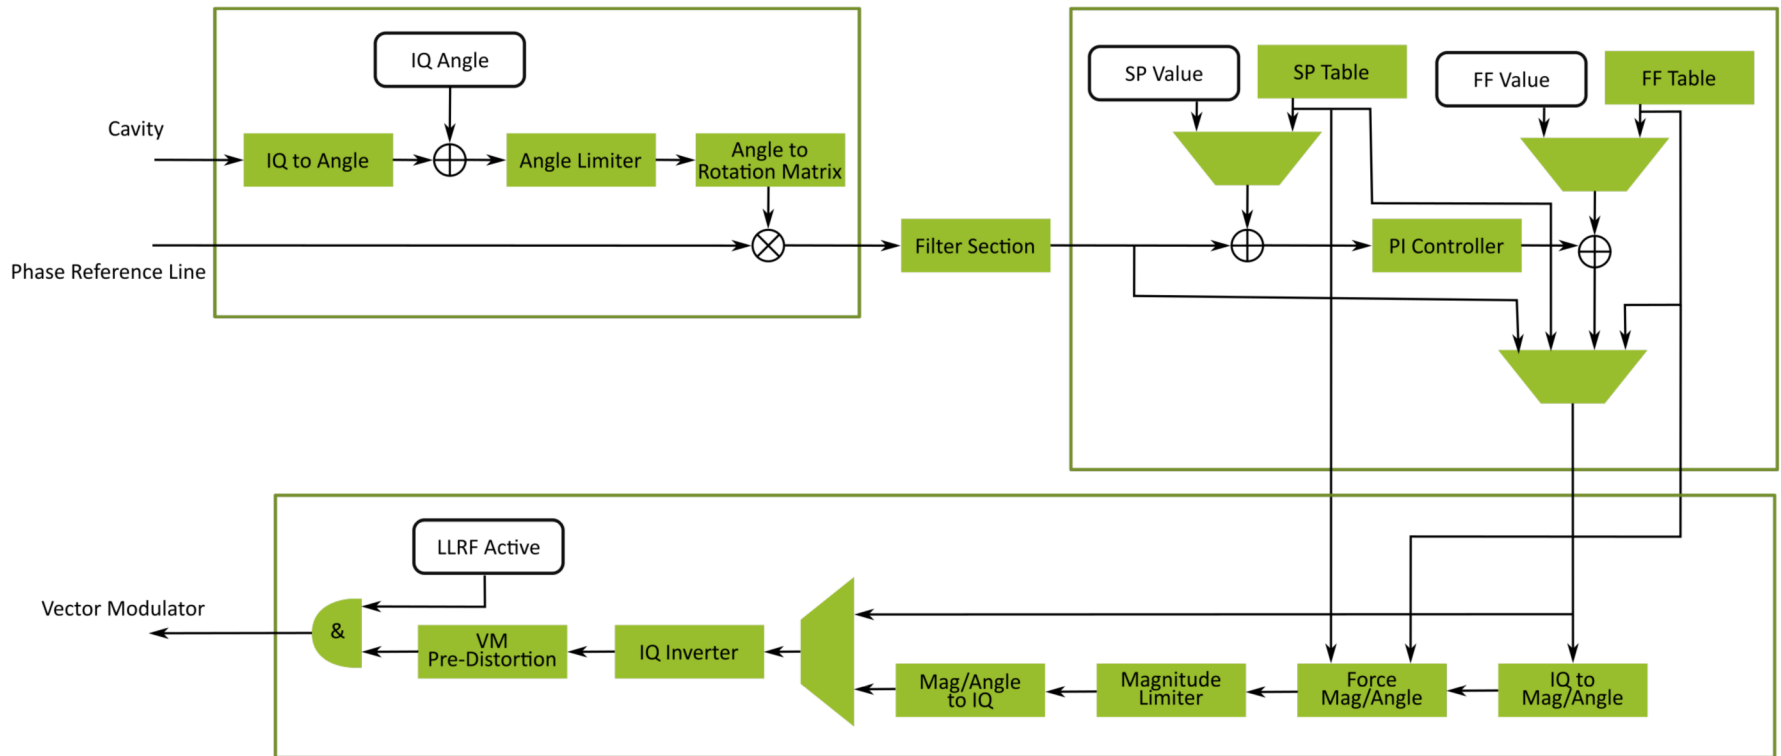 IQ Angle
SP Value
SP Table
FF Value
FF Table
Cavity
IQ to Angle
Angle Limiter
Angle to
Rotation Matrix
Phase Reference Line
Filter Section
PI Controller
LLRF Active
Vector Modulator
&
VM
Pre-Distortion
IQ Inverter
Mag/Angle
to IQ
Magnitude
Limiter
Force
Mag/Angle
IQ to
Mag/Angle